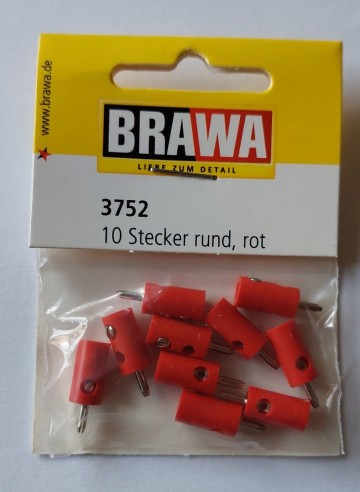 www.brawa.de
BRAWA
LIEBE ZUM DETAIL
3752
10 Stecker rund, rot